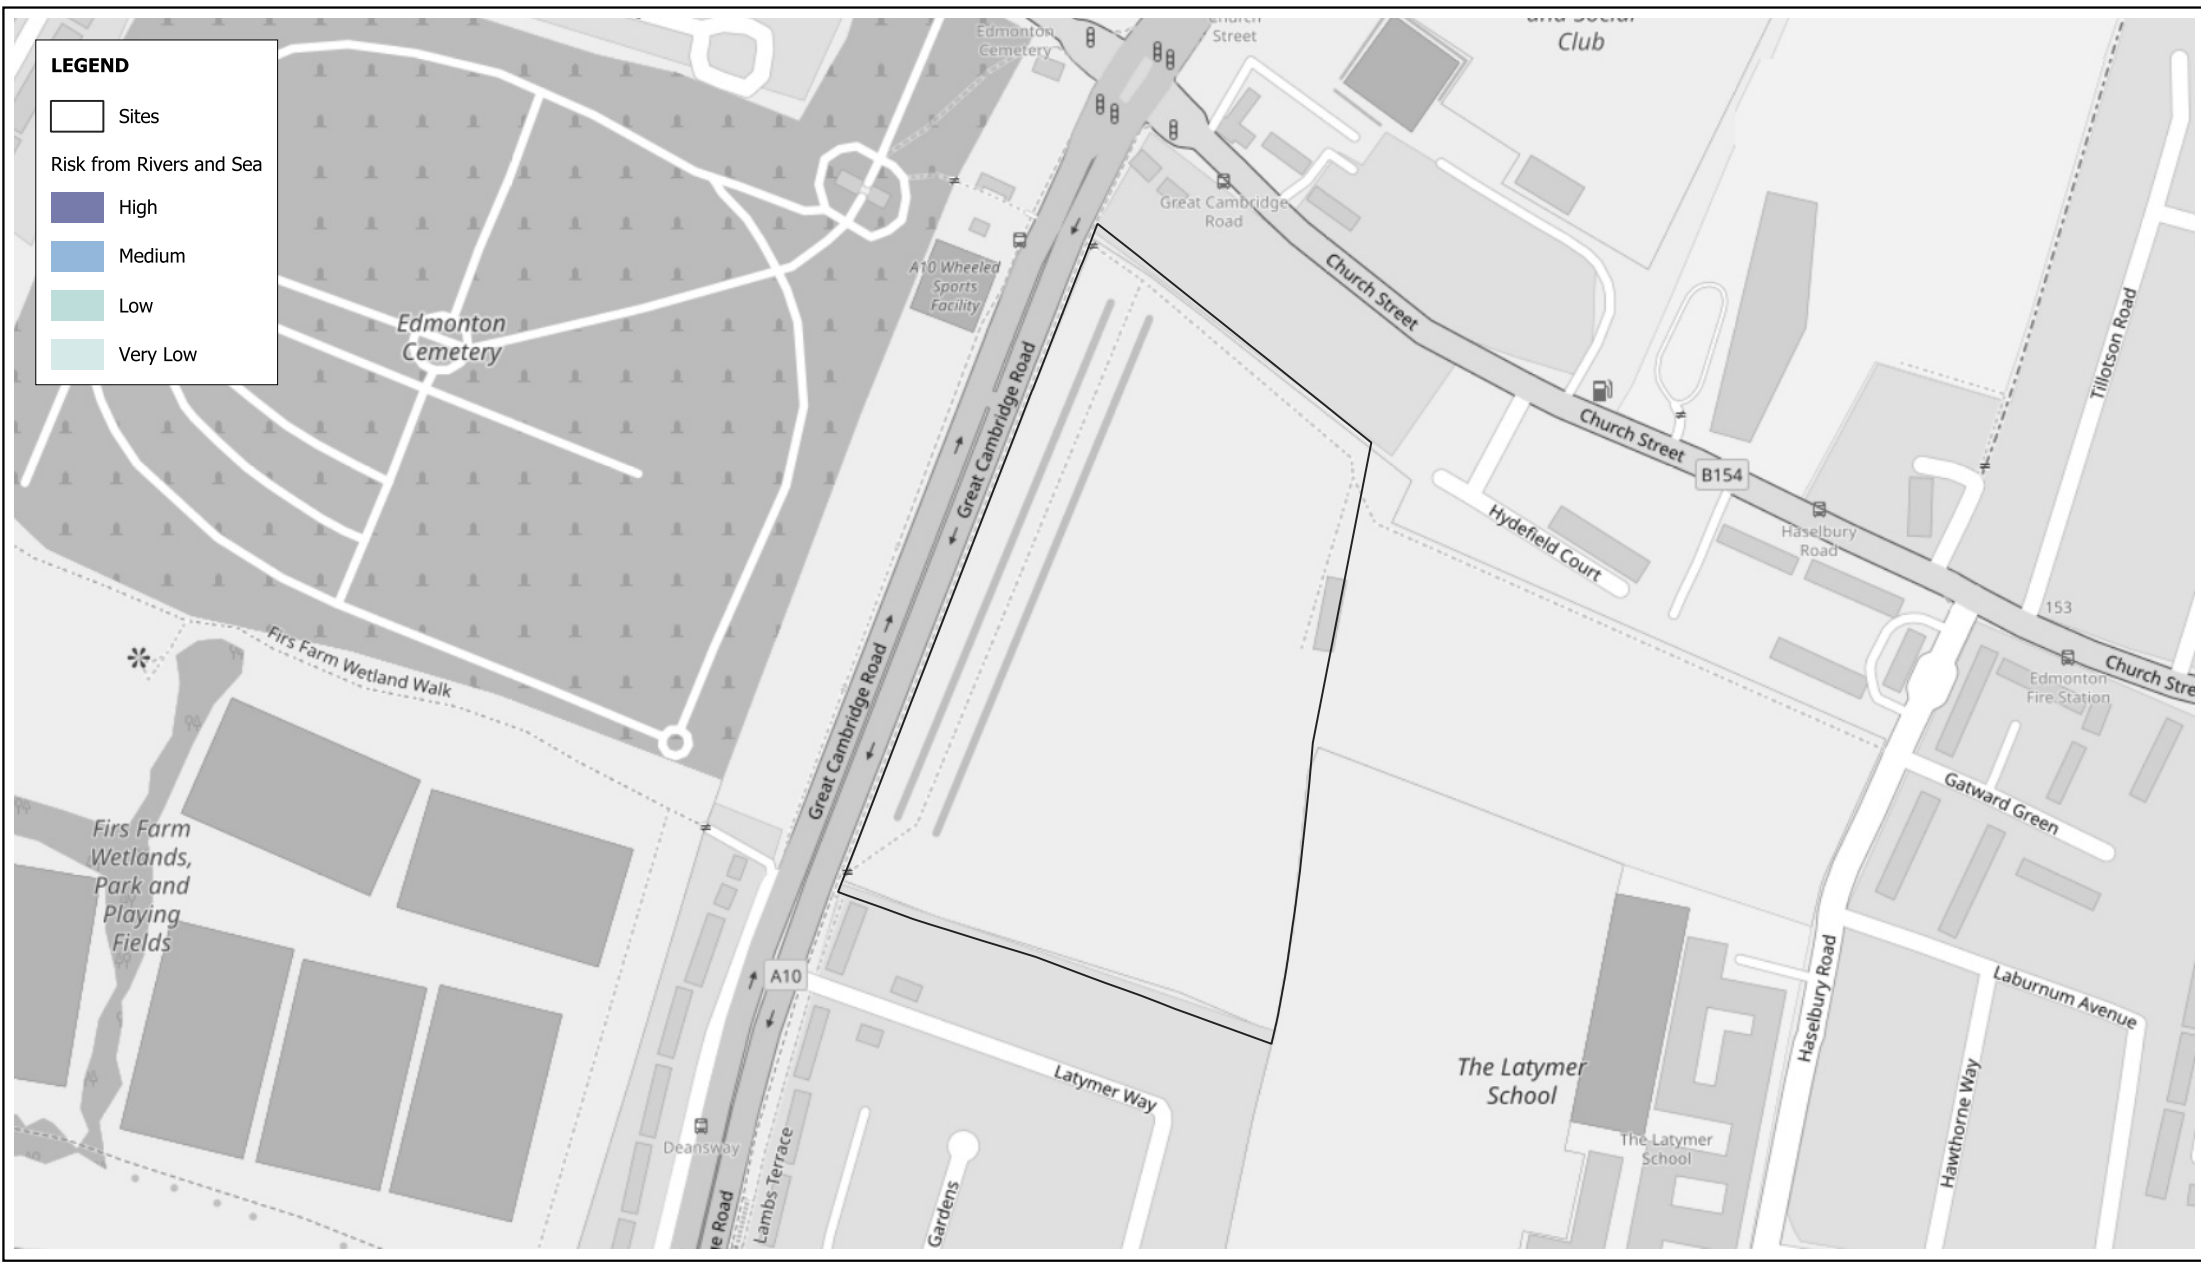 LEGEND
Sites
Risk from Rivers and Sea
High
Medium
Low
Very Low
Edmonton
Cemetery
Church
Street
and Social
Club
Great Cambridge
Road
A10 Wheeled
Sports
Facility
Edmonton
Cemetery
Church Street
Great Cambridge Road
Tillotson Road
Church Street
B154
Haselbury
Road
Hydefield Court
153
Church Stre
Edmonton
Fire Station
Firs Farm Wetland Walk
Great Cambridge Road
Gatward Green
Firs Farm
Wetlands,
Park and
Playing
Fields
A10
Haselbury Road
Laburnum Avenue
Latymer Way
The Latymer
School
Hawthorne Way
The Latymer
School
Deansway
Lambs Terrace
ge Road
Gardens